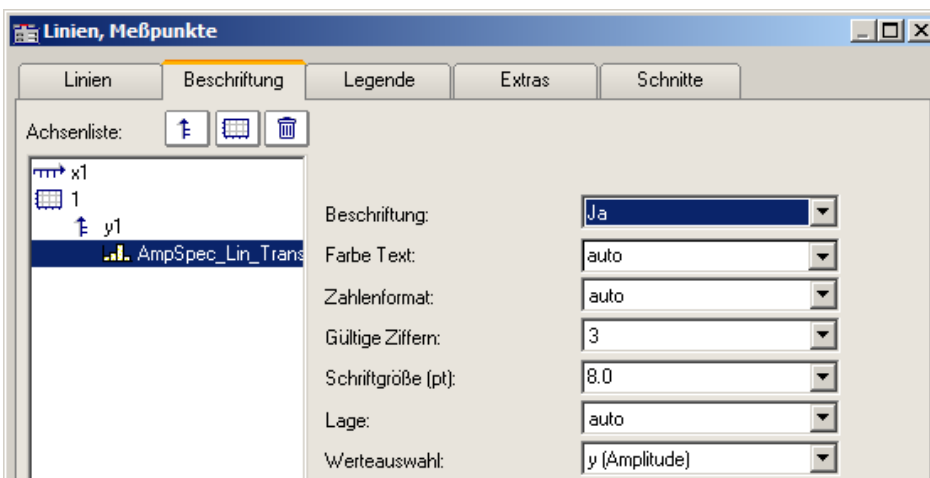 Linien, Meßpunkte
Linien Beschriftung Legende Extras Schnitte
Achsenliste:
x1
1
y1
AmpSpec_Lin_Trans
Beschriftung: Ja
Farbe Text: auto
Zahlenformat: auto
Gültige Ziffern: 3
Schriftgröße (pt): 8.0
Lage: auto
Werteauswahl: y (Amplitude)